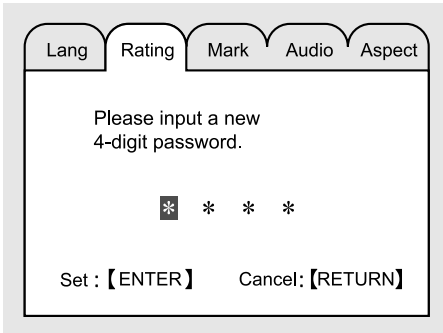 Lang Rating Mark Audio Aspect
Please input a new
4-digit password.
* * * *
Set :【ENTER】 Cancel:【RETURN】